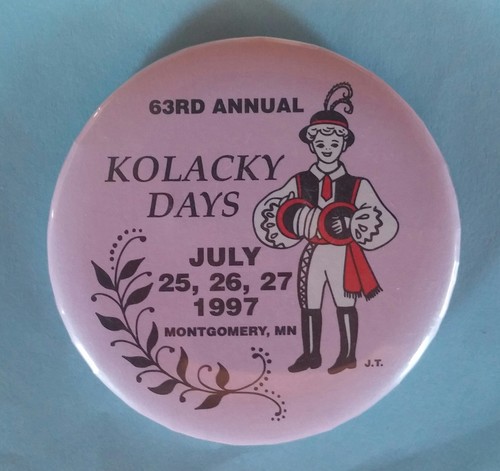 63RD ANNUAL
KOLACKY
DAYS
JULY
25, 26, 27
1997
MONTGOMERY, MN
J.T.